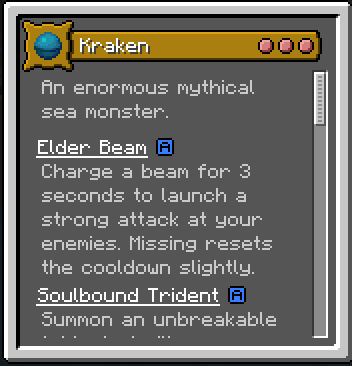 Kraken
An enormous mythical
sea monster.
Elder Beam A
Charge a beam for 3
seconds to launch a
strong attack at your
enemies. Missing resets
the cooldown slightly.
Soulbound Trident A
Summon an unbreakable